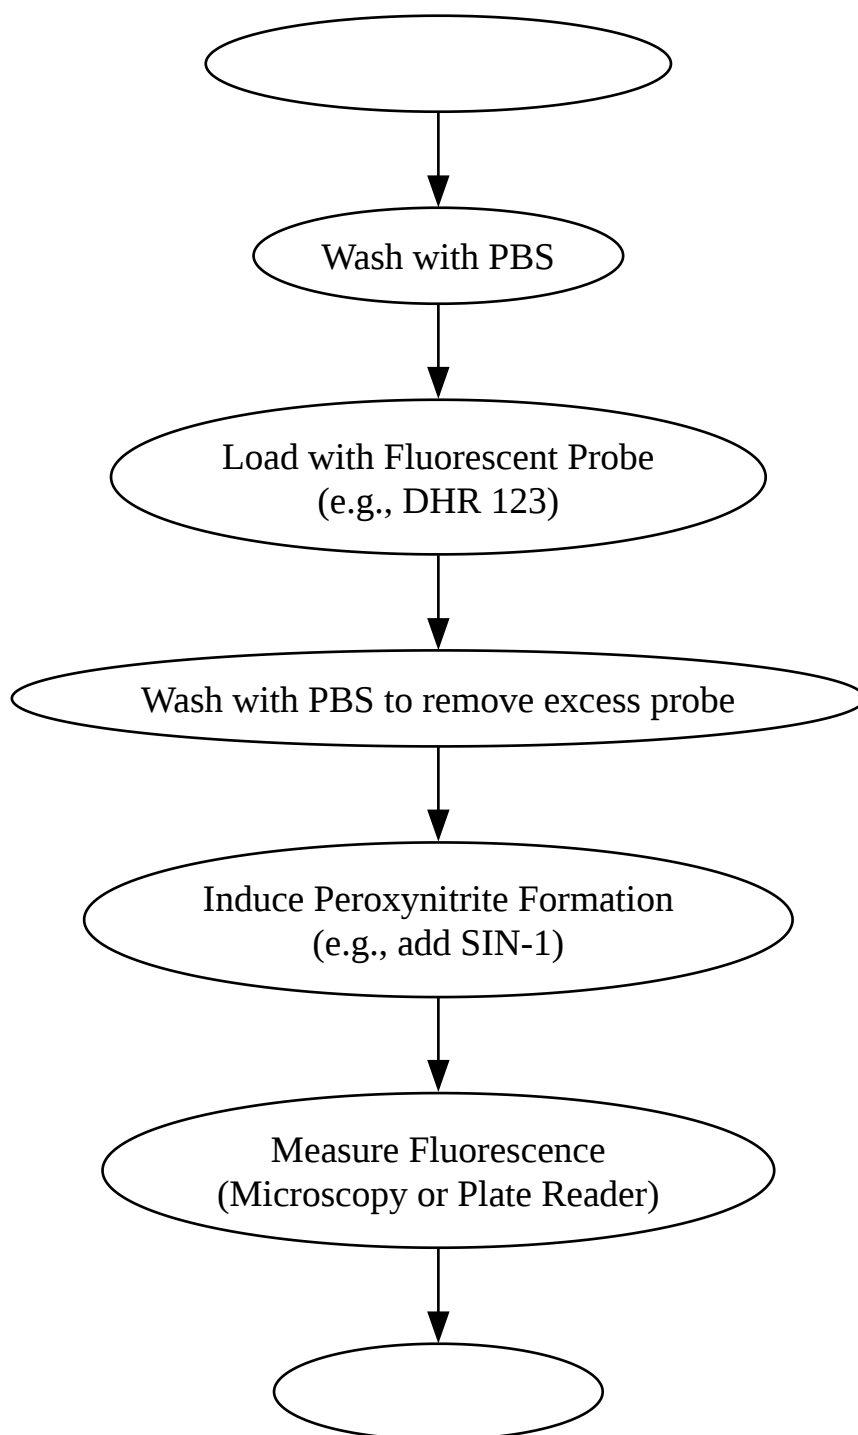 Wash with PBS
Load with Fluorescent Probe
(e.g., DHR 123)
Wash with PBS to remove excess probe
Induce Peroxynitrite Formation
(e.g., add SIN-1)
Measure Fluorescence
(Microscopy or Plate Reader)